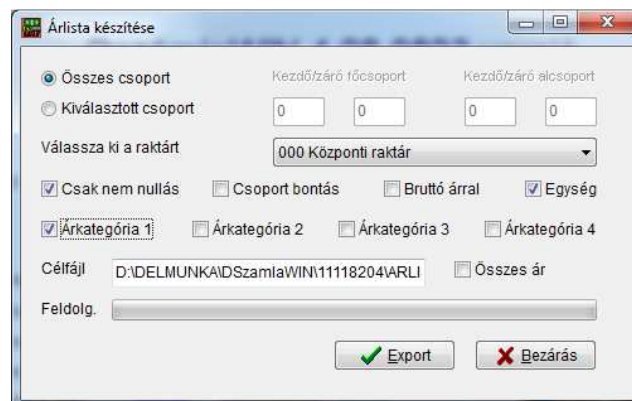 Árlista készítése
Összes csoport Kezdő/záró főcsoport Kezdő/záró alcsoport
Kiválasztott csoport 0 0 0 0
Válassza ki a raktárt 000 Központi raktár
Csak nem nullás Csoport bontás Bruttó árral Egység
Árkategória 1 Árkategória 2 Árkategória 3 Árkategória 4
Célfájl D:\DELMUNKA\DSzamlaWIN\11118204\ARLI Összes ár
Feldolg.
Export Bezárás